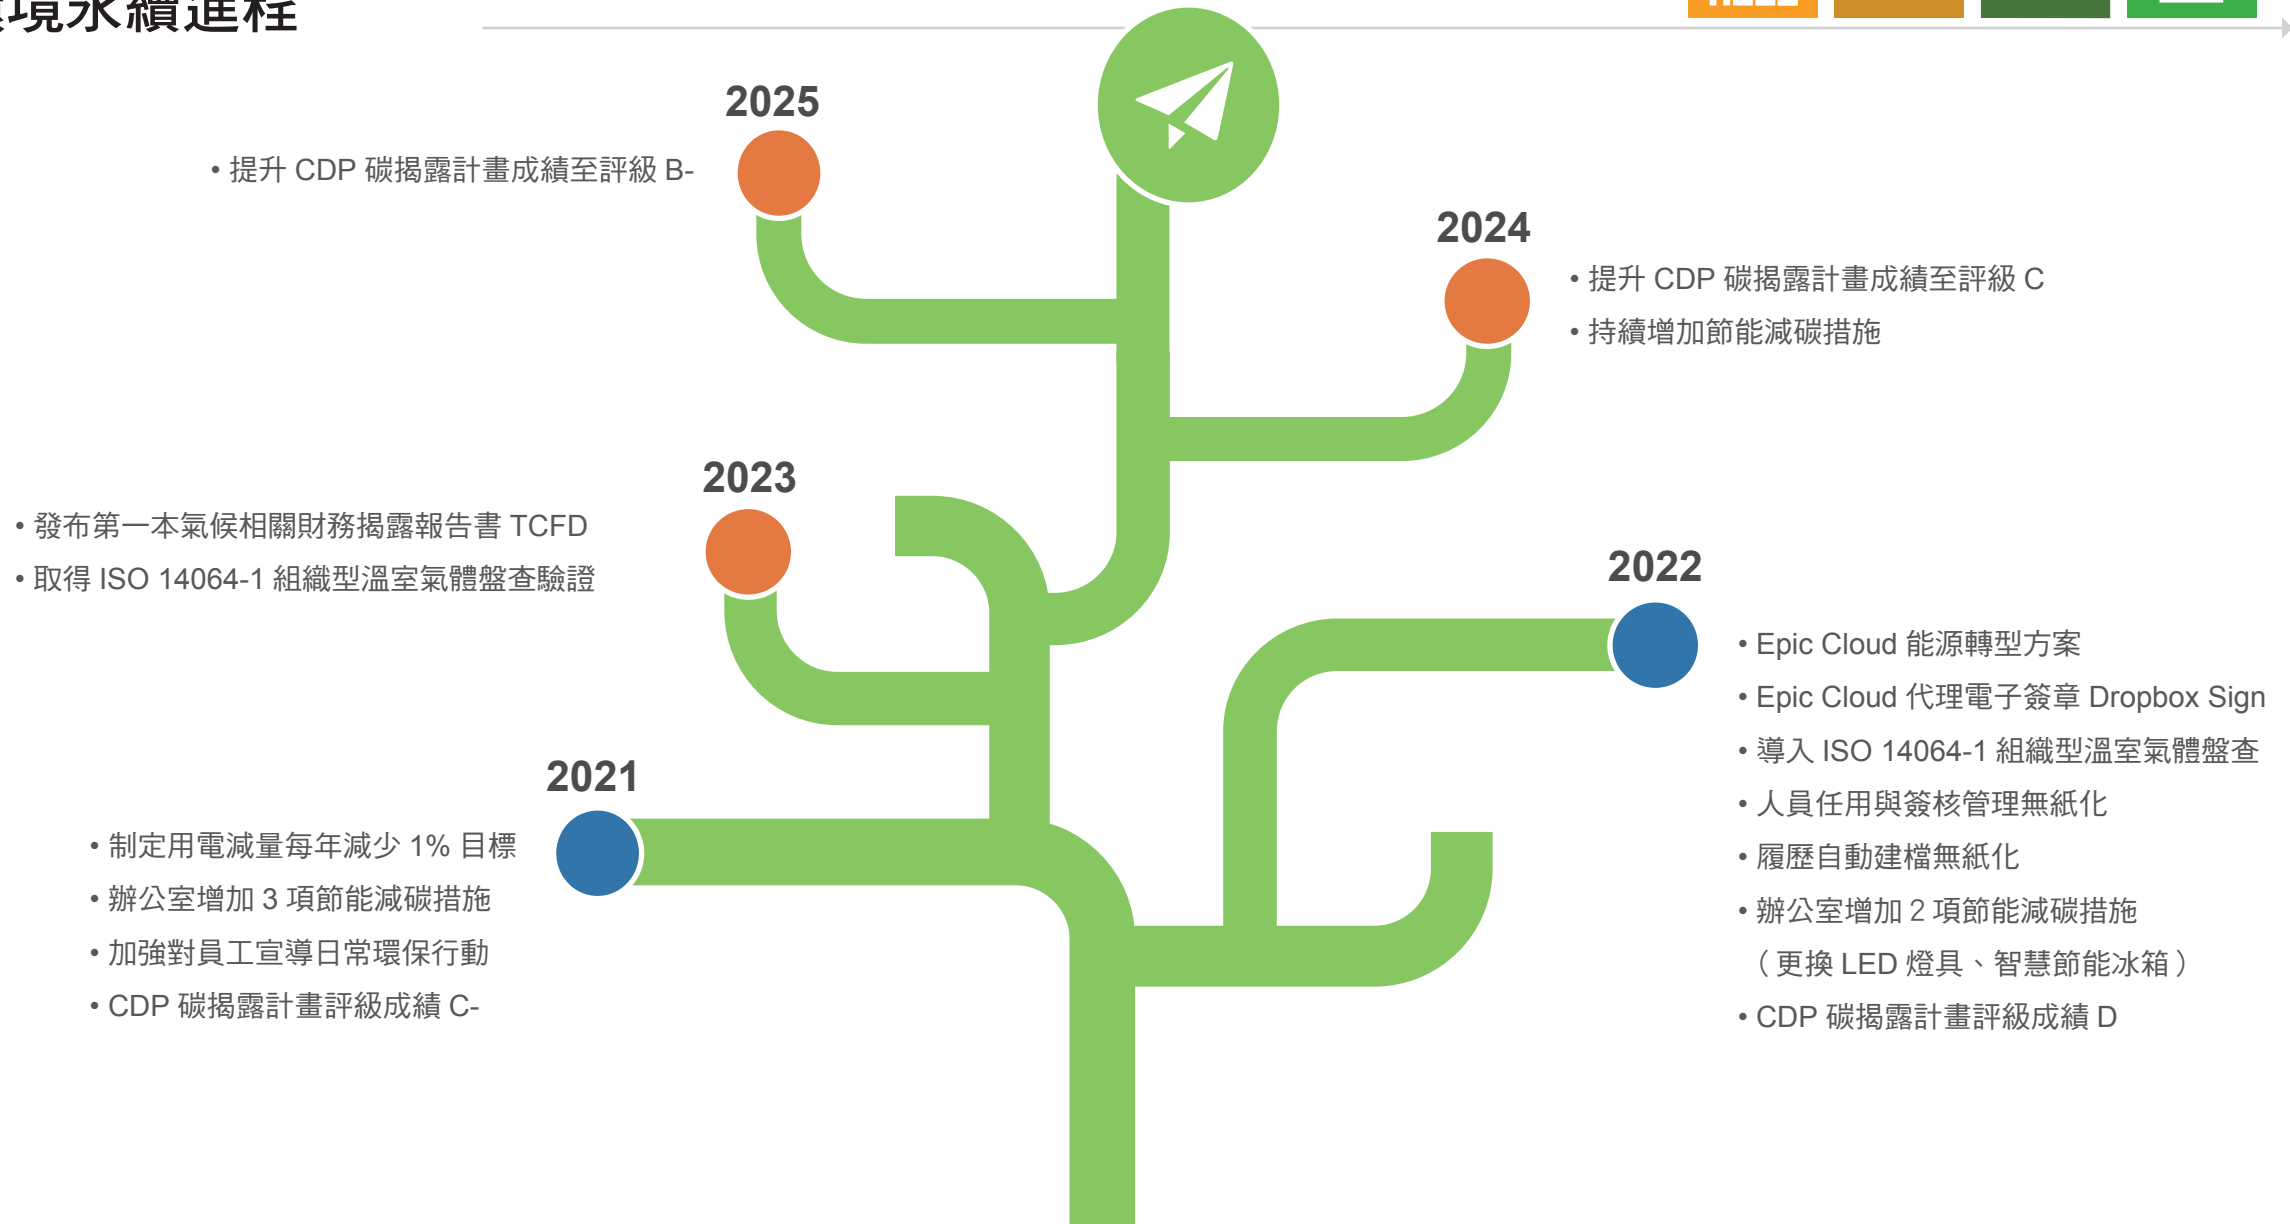 境永續進程
2025
• 提升 CDP 碳揭露計畫成績至評級 B-
2024
• 提升 CDP 碳揭露計畫成績至評級 C
• 持續增加節能減碳措施
2023
• 發布第一本氣候相關財務揭露報告書 TCFD
• 取得 ISO 14064-1 組織型溫室氣體盤查驗證
2022
• Epic Cloud 能源轉型方案
• Epic Cloud 代理電子簽章 Dropbox Sign
• 導入 ISO 14064-1 組織型溫室氣體盤查
• 人員任用與簽核管理無紙化
• 履歷自動建檔無紙化
• 辦公室增加 2 項節能減碳措施
（更換 LED 燈具、智慧節能冰箱）
• CDP 碳揭露計畫評級成績 D
2021
• 制定用電減量每年減少 1% 目標
• 辦公室增加 3 項節能減碳措施
• 加強對員工宣導日常環保行動
• CDP 碳揭露計畫評級成績 C-